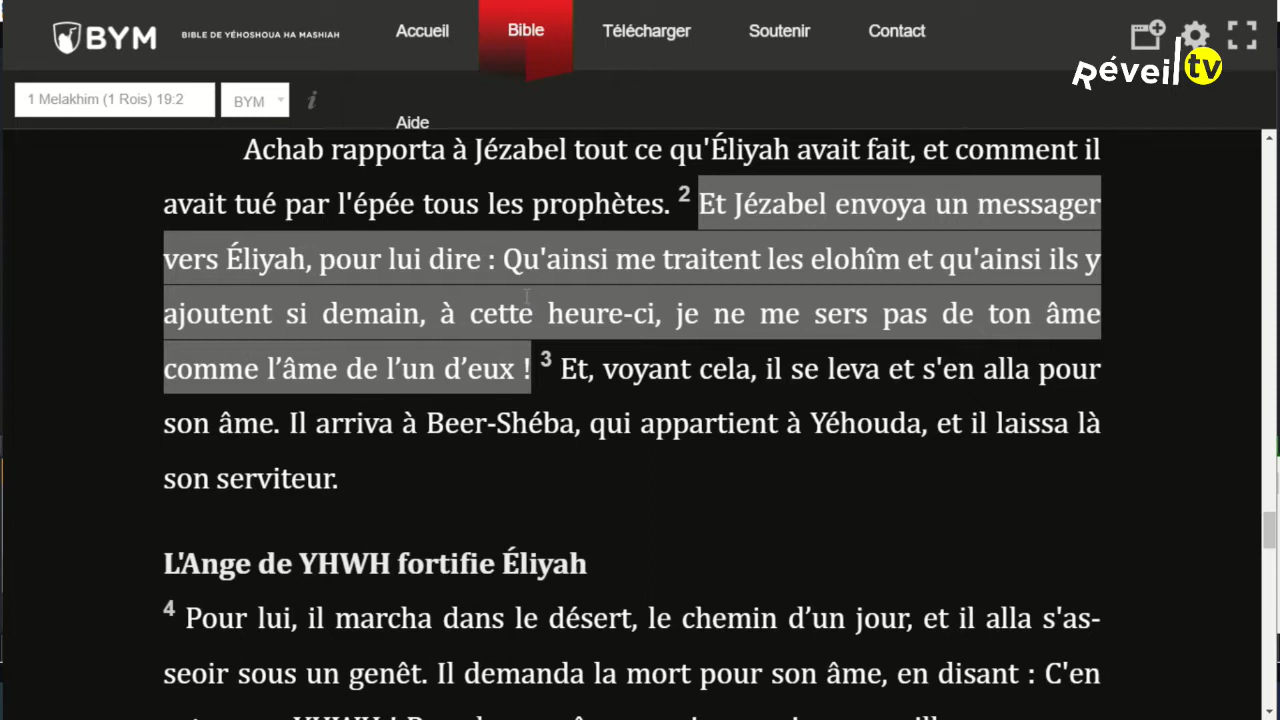 BYM BIBLE DE YÉHOSHOUA HA MASHIAH Accueil Bible Télécharger Soutenir Contact
Réveil tv
1 Melakhim (1 Rois) 19:2 BYM i
Aide
Achab rapporta à Jézabel tout ce qu'Éliyah avait fait, et comment il
avait tué par l'épée tous les prophètes. 2 Et Jézabel envoya un messager
vers Éliyah, pour lui dire : Qu'ainsi me traitent les elohîm et qu'ainsi ils y
ajoutent si demain, à cette heure-ci, je ne me sers pas de ton âme
comme l’âme de l’un d’eux ! 3 Et, voyant cela, il se leva et s'en alla pour
son âme. Il arriva à Beer-Shéba, qui appartient à Yéhouda, et il laissa là
son serviteur.
L'Ange de YHWH fortifie Éliyah
4 Pour lui, il marcha dans le désert, le chemin d’un jour, et il alla s'as-
seoir sous un genêt. Il demanda la mort pour son âme, en disant : C'en
YHWH !